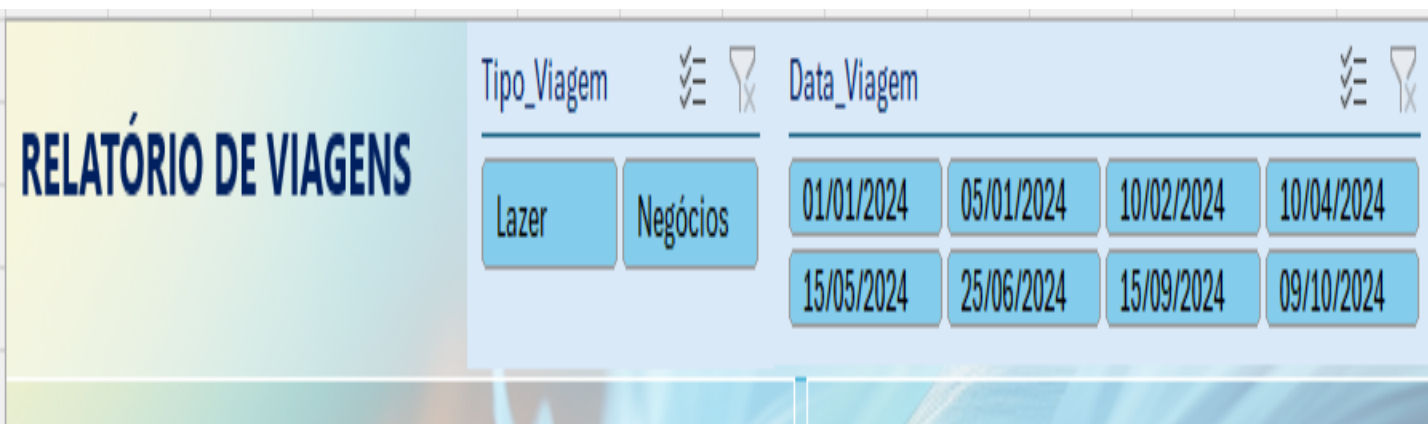 RELATÓRIO DE VIAGENS
Tipo_Viagem
Lazer Negócios
Data_Viagem
01/01/2024 05/01/2024 10/02/2024 10/04/2024
15/05/2024 25/06/2024 15/09/2024 09/10/2024